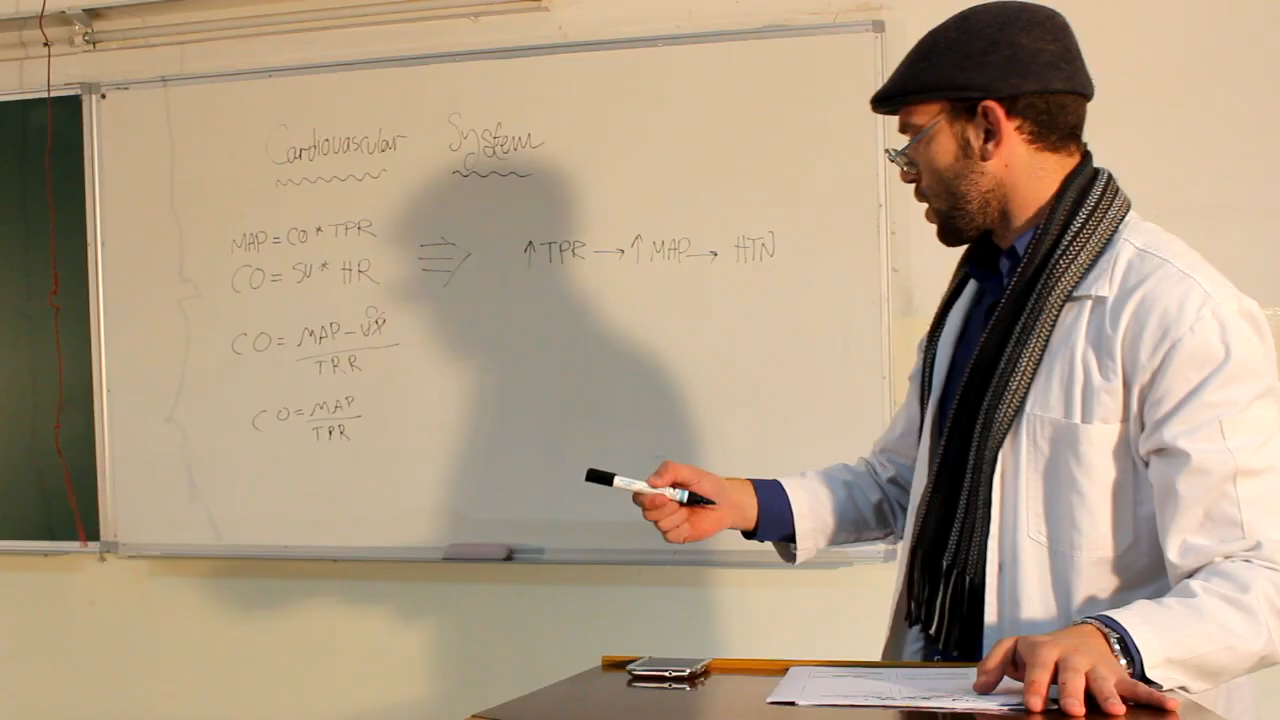 Cardiovascular System
MAP = CO * TPR
CO = SV * HR
⇒ ↑ TPR → ↑ MAP → HTN
CO = MAP - VP
TPR
CO = MAP
TPR